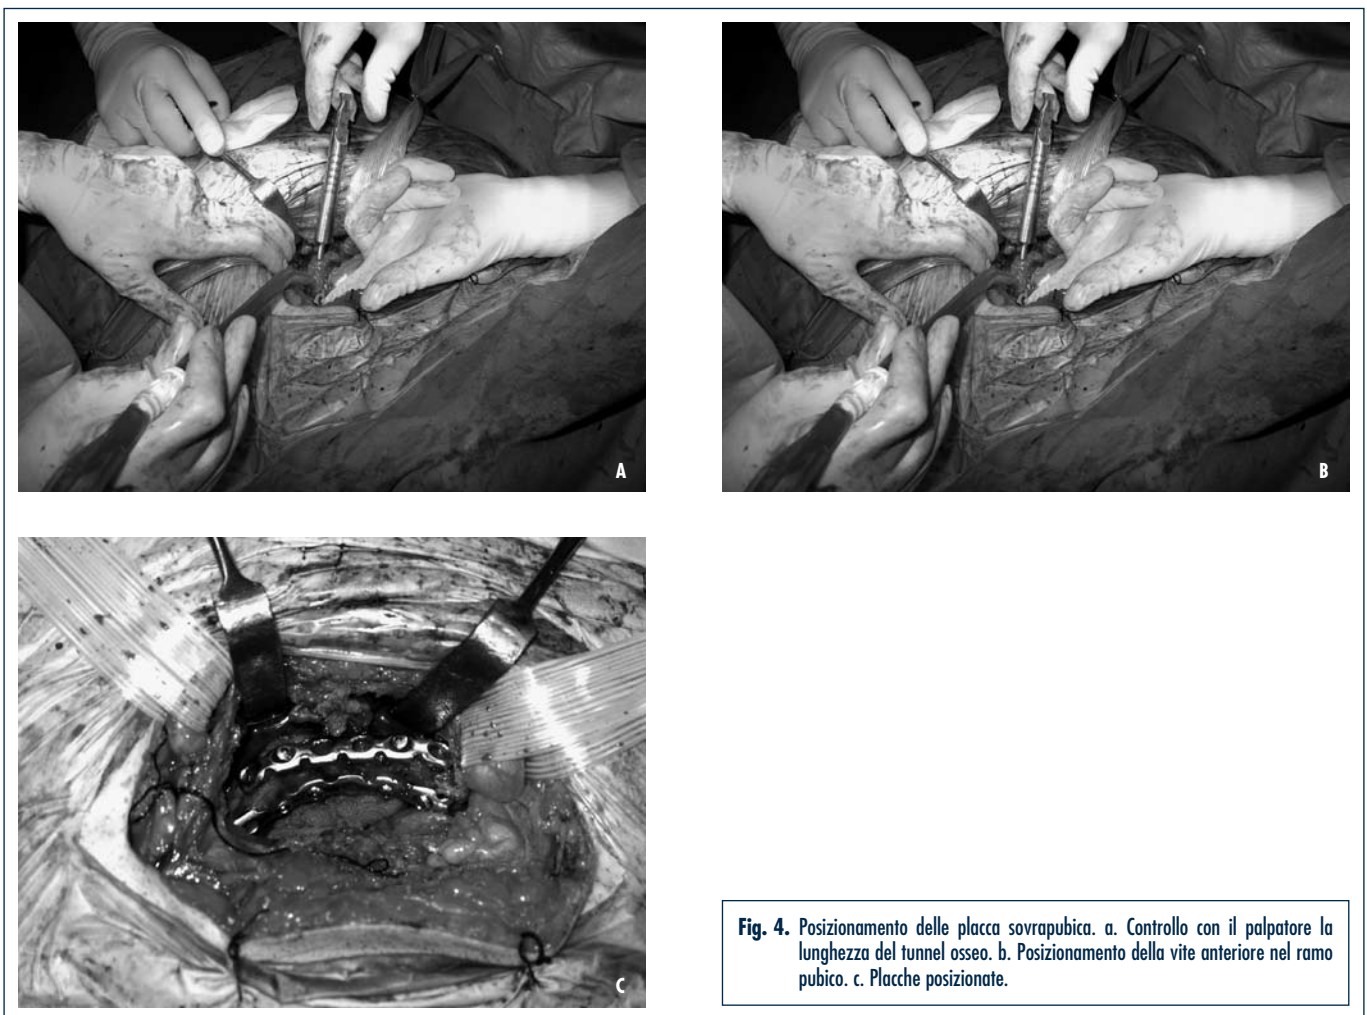 A
B
C
Fig. 4. Posizionamento delle placca sovrapubica. a. Controllo con il palpatore la
lunghezza del tunnel osseo. b. Posizionamento della vite anteriore nel ramo
pubico. c. Placche posizionate.